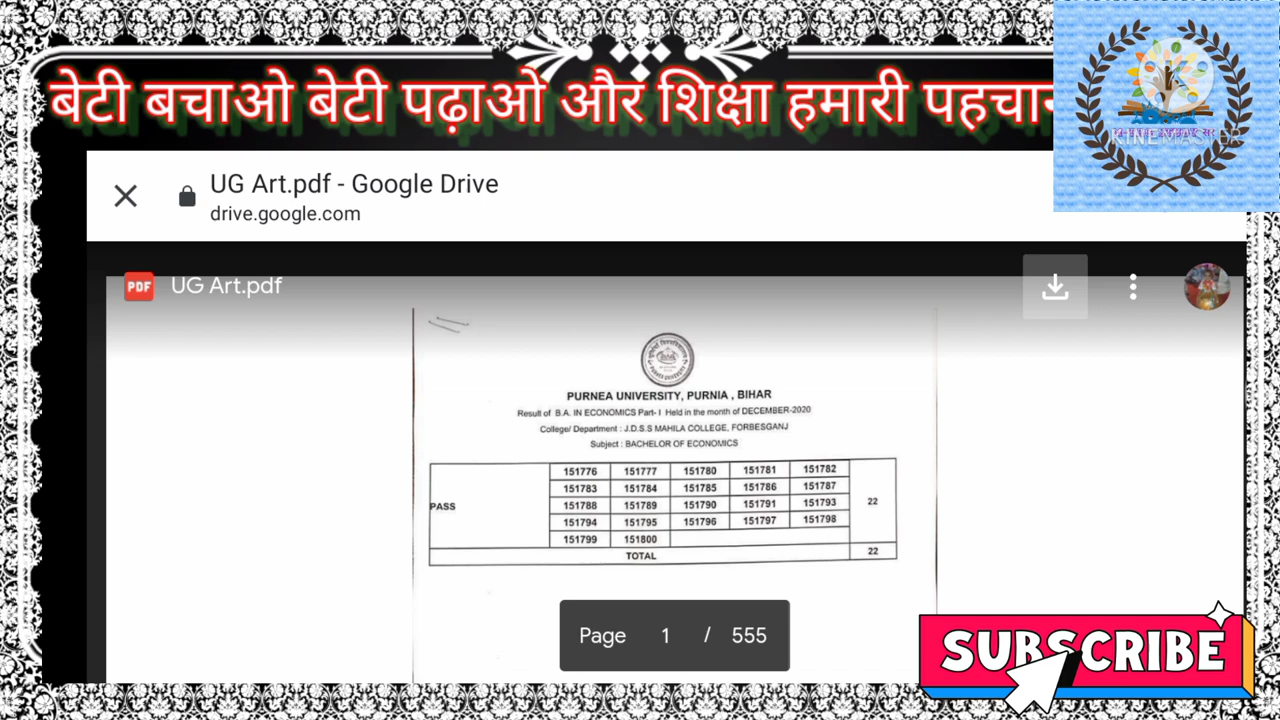 बेटी बचाओ बेटी पढ़ाओ और शिक्षा हमारी पहचान
KINEMASTER
UG Art.pdf - Google Drive
drive.google.com
PDF UG Art.pdf
PURNEA UNIVERSITY, PURNIA , BIHAR
Result of B.A. IN ECONOMICS Part- I Held in the month of DECEMBER-2020
College/ Department : J.D.S.S MAHILA COLLEGE, FORBESGANJ
Subject : BACHELOR OF ECONOMICS
151776 151777 151780 151781 151782
151783 151784 151785 151786 151787
PASS 151788 151789 151790 151791 151793 22
151794 151795 151796 151797 151798
151799 151800
TOTAL 22
Page 1 / 555
SUBSCRIBE